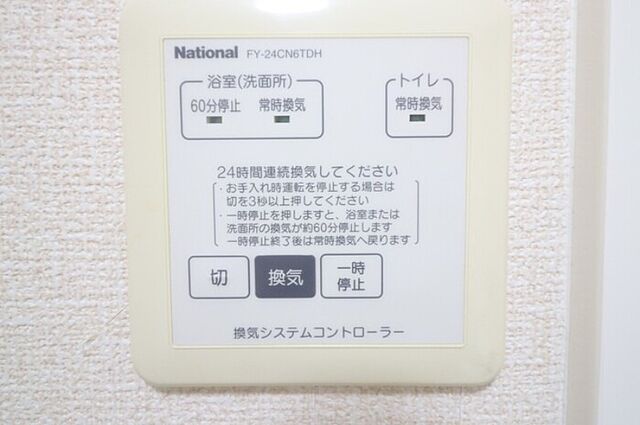 National FY-24CN6TDH
浴室(洗面所)
トイレ
60分停止 常時換気
常時換気
24時間連続換気してください
・お手入れ時運転を停止する場合は
切を3秒以上押してください
・一時停止を押しますと、浴室または
洗面所の換気が約60分停止します
一時停止終了後は常時換気へ戻ります
切
換気
一時
停止
換気システムコントローラー